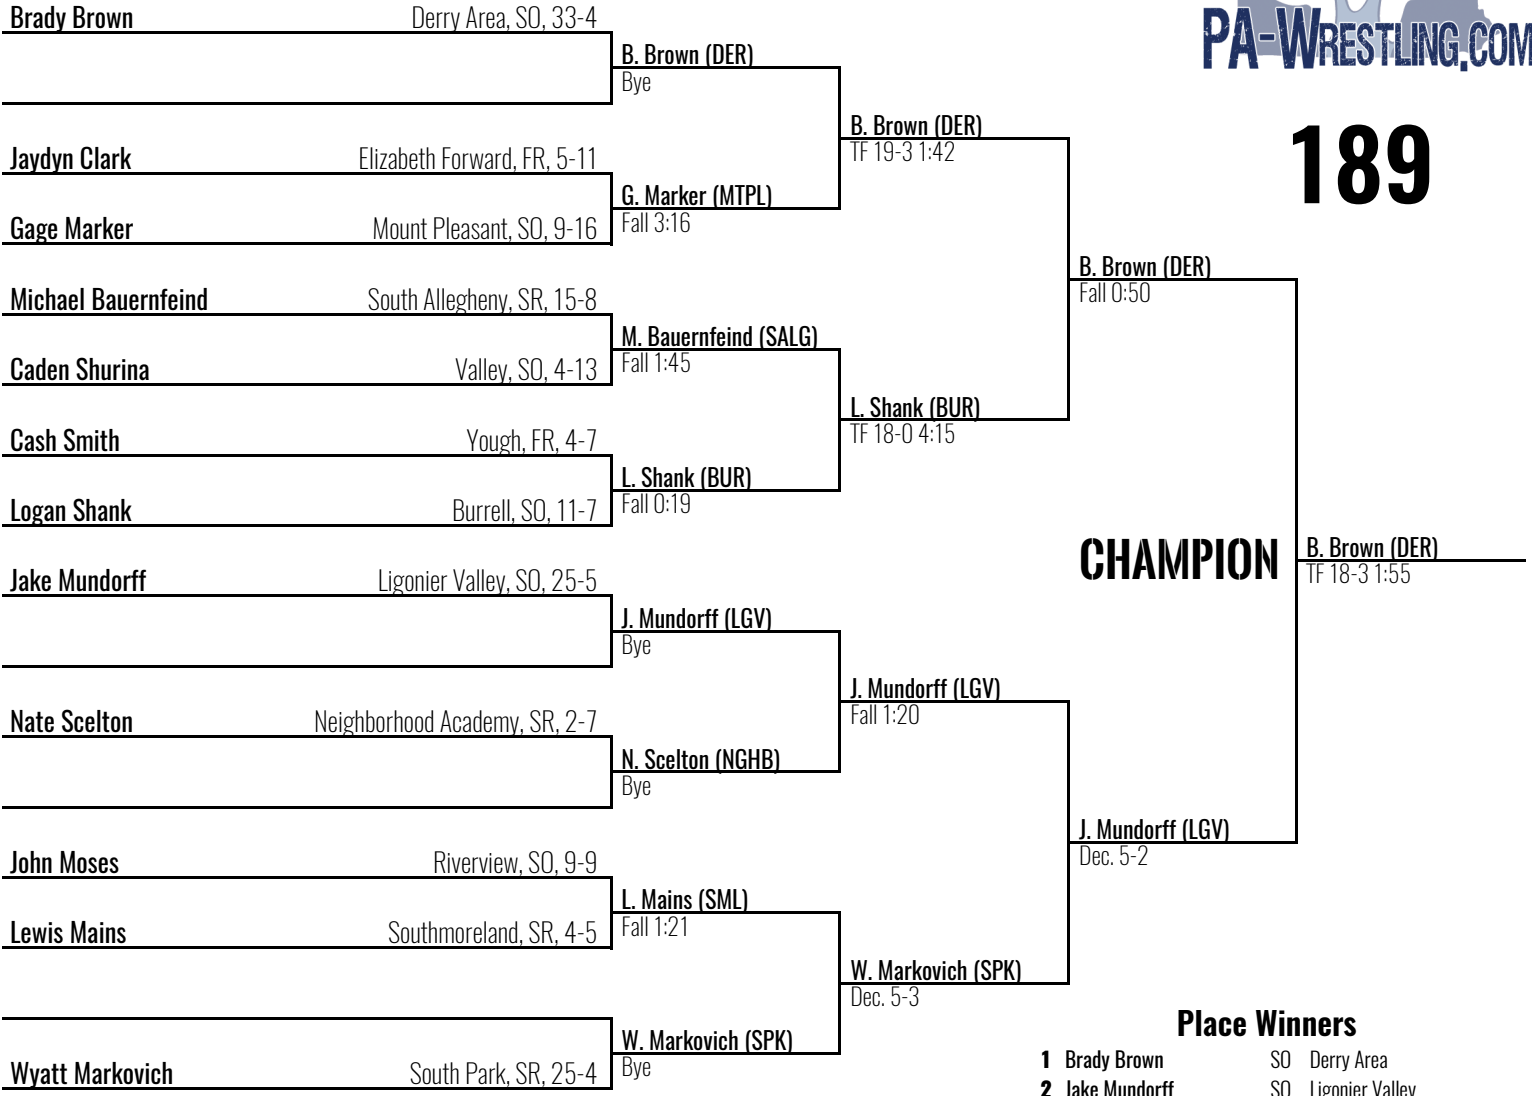 Brady Brown Derry Area, SO, 33-4
B. Brown (DER)
Bye
PA-WRESTLING.COM
B. Brown (DER)
TF 19-3 1:42
189
Jaydyn Clark Elizabeth Forward, FR, 5-11
G. Marker (MTPL)
Fall 3:16
Gage Marker Mount Pleasant, SO, 9-16
B. Brown (DER)
Fall 0:50
Michael Bauernfeind South Allegheny, SR, 15-8
M. Bauernfeind (SALG)
Fall 1:45
Caden Shurina Valley, SO, 4-13
L. Shank (BUR)
TF 18-0 4:15
Cash Smith Yough, FR, 4-7
L. Shank (BUR)
Fall 0:19
Logan Shank Burrell, SO, 11-7
CHAMPION
B. Brown (DER)
TF 18-3 1:55
Jake Mundorff Ligonier Valley, SO, 25-5
J. Mundorff (LGV)
Bye
J. Mundorff (LGV)
Fall 1:20
Nate Scelton Neighborhood Academy, SR, 2-7
N. Scelton (NGHB)
Bye
J. Mundorff (LGV)
Dec. 5-2
John Moses Riverview, SO, 9-9
L. Mains (SML)
Fall 1:21
Lewis Mains Southmoreland, SR, 4-5
W. Markovich (SPK)
Dec. 5-3
W. Markovich (SPK)
Bye
Wyatt Markovich South Park, SR, 25-4
Place Winners
1 Brady Brown SO Derry Area
2 Jake Mundorff SO Ligonier Valley